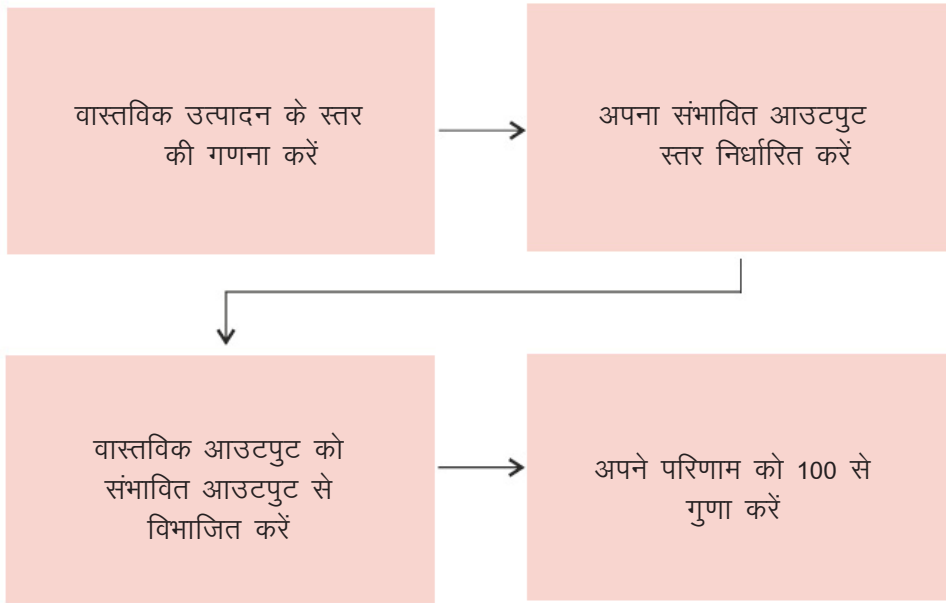 वास्तविक उत्पादन के स्तर
की गणना करें
अपना संभावित आउटपुट
स्तर निर्धारित करें
वास्तविक आउटपुट को
संभावित आउटपुट से
विभाजित करें
अपने परिणाम को 100 से
गुणा करें